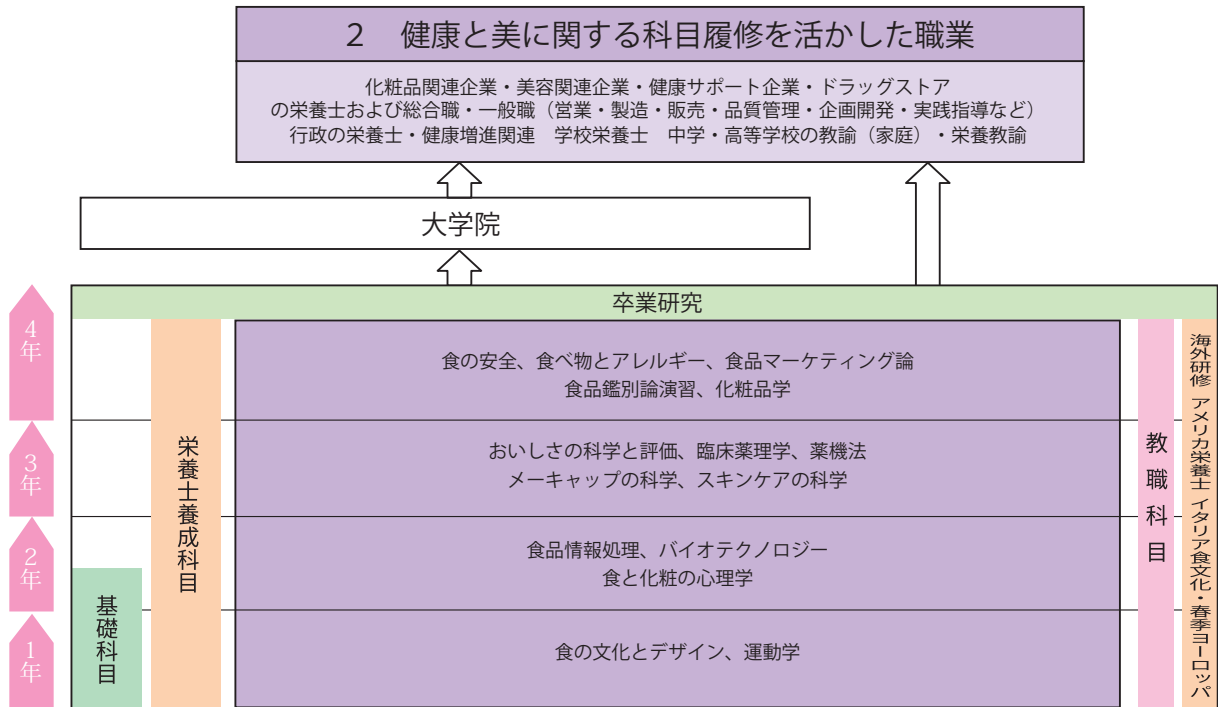 2 健康と美に関する科目履修を活かした職業
化粧品関連企業・美容関連企業・健康サポート企業・ドラッグストア
の栄養士および総合職・一般職（営業・製造・販売・品質管理・企画開発・実践指導など）
行政の栄養士・健康増進関連 学校栄養士 中学・高等学校の教諭（家庭）・栄養教諭
大学院
卒業研究
4年
食の安全、食べ物とアレルギー、食品マーケティング論
食品鑑別論演習、化粧品学
3年
おいしさの科学と評価、臨床薬理学、薬機法
メーキャップの科学、スキンケアの科学
2年
食品情報処理、バイオテクノロジー
食と化粧の心理学
1年
食の文化とデザイン、運動学
基礎科目
栄養士養成科目
教職科目
海外研修 アメリカ栄養士 イタリア食文化・春季ヨーロッパ